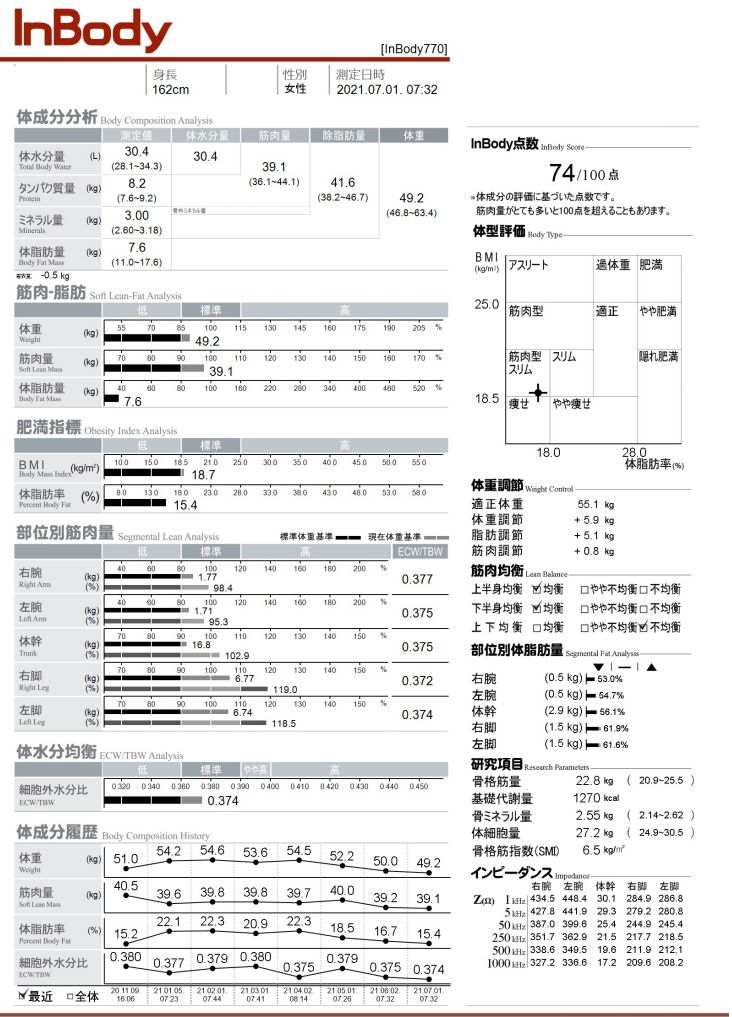 InBody
[InBody770]
身長 性別 測定日時
162cm 女性 2021.07.01. 07:32
体成分分析 Body Composition Analysis
測定値 体水分量 筋肉量 除脂肪量 体重
体水分量 (L) 30.4 30.4 39.1 41.6 49.2
Total Body Water (28.1~34.3) (36.1~44.1) (38.2~46.7) (46.8~63.4)
タンパク質量 (kg) 8.2
Protein (7.6~9.2)
ミネラル量 (kg) 3.00 骨外ミネラル量
Minerals (2.60~3.18)
体脂肪量 (kg) 7.6
Body Fat Mass (11.0~17.6)
着衣量: -0.5 kg
筋肉-脂肪 Soft Lean-Fat Analysis
低 標準 高
体重 (kg) 55 70 85 100 115 130 145 160 175 190 205 %
Weight 49.2
筋肉量 (kg) 70 80 90 100 110 120 130 140 150 160 170 %
Soft Lean Mass 39.1
体脂肪量 (kg) 40 60 80 100 160 220 280 340 400 460 520 %
Body Fat Mass 7.6
肥満指標 Obesity Index Analysis
低 標準 高
BMI (kg/m²) 10.0 15.0 18.5 21.0 25.0 30.0 35.0 40.0 45.0 50.0 55.0
Body Mass Index 18.7
体脂肪率 (%) 8.0 13.0 18.0 23.0 28.0 33.0 38.0 43.0 48.0 53.0 58.0
Percent Body Fat 15.4
部位別筋肉量 Segmental Lean Analysis 標準体重基準 現在体重基準
低 標準 高 ECW/TBW
右腕 (kg) 40 60 80 100 120 140 160 180 200 % 1.77 0.377
Right Arm (%) 98.4
左腕 (kg) 40 60 80 100 120 140 160 180 200 % 1.71 0.375
Left Arm (%) 95.3
体幹 (kg) 70 80 90 100 110 120 130 140 150 % 16.8 0.375
Trunk (%) 102.9
右脚 (kg) 70 80 90 100 110 120 130 140 150 % 6.77 0.372
Right Leg (%) 119.0
左脚 (kg) 70 80 90 100 110 120 130 140 150 % 6.74 0.374
Left Leg (%) 118.5
体水分均衡 ECW/TBW Analysis
低 標準 やや高 高
細胞外水分比 0.320 0.340 0.360 0.380 0.390 0.400 0.410 0.420 0.430 0.440 0.450
ECW/TBW 0.374
体成分履歴 Body Composition History
体重 (kg) 51.0 54.2 54.6 53.6 54.5 52.2 50.0 49.2
Weight
筋肉量 (kg) 40.5 39.6 39.8 39.8 39.7 40.0 39.2 39.1
Soft Lean Mass
体脂肪率 (%) 15.2 22.1 22.3 20.9 22.3 18.5 16.7 15.4
Percent Body Fat
細胞外水分比 0.380 0.377 0.379 0.380 0.375 0.379 0.375 0.374
ECW/TBW
☑最近 □全体 20.11.09. 21.01.05. 21.02.01. 21.03.01. 21.04.02. 21.05.01. 21.06.02. 21.07.01.
16:06 07:23 07:44 07:41 08:14 07:26 07:32 07:32
InBody点数 InBody Score
74/100 点
*体成分の評価に基づいた点数です。
筋肉量がとても多いと100点を超えることもあります。
体型評価 Body Type
BMI
(kg/m²)
アスリート 過体重 肥満
25.0
筋肉型 適正 やや肥満
筋肉型 スリム 隠れ肥満
スリム
18.5
痩せ やや痩せ
18.0 28.0
体脂肪率(%)
体重調節 Weight Control
適正体重 55.1 kg
体重調節 + 5.9 kg
脂肪調節 + 5.1 kg
筋肉調節 + 0.8 kg
筋肉均衡 Lean Balance
上半身均衡 ☑均衡 □やや不均衡 □不均衡
下半身均衡 ☑均衡 □やや不均衡 □不均衡
上下均衡 □均衡 □やや不均衡 ☑不均衡
部位別体脂肪量 Segmental Fat Analysis
▼ | ー | ▲
右腕 (0.5 kg) 53.0%
左腕 (0.5 kg) 54.7%
体幹 (2.9 kg) 56.1%
右脚 (1.5 kg) 61.9%
左脚 (1.5 kg) 61.6%
研究項目 Research Parameters
骨格筋量 22.8 kg ( 20.9~25.5 )
基礎代謝量 1270 kcal
骨ミネラル量 2.55 kg ( 2.14~2.62 )
体細胞量 27.2 kg ( 24.9~30.5 )
骨格筋指数(SMI) 6.5 kg/m²
インピーダンス Impedance
右腕 左腕 体幹 右脚 左脚
Z(Ω) 1 kHz 434.5 448.4 30.1 284.9 286.8
5 kHz 427.8 441.9 29.3 279.2 280.8
50 kHz 387.0 399.6 25.4 244.9 245.4
250 kHz 351.7 362.9 21.5 217.7 218.5
500 kHz 338.6 349.5 19.6 211.9 212.1
1000 kHz 327.2 336.6 17.2 209.6 208.2